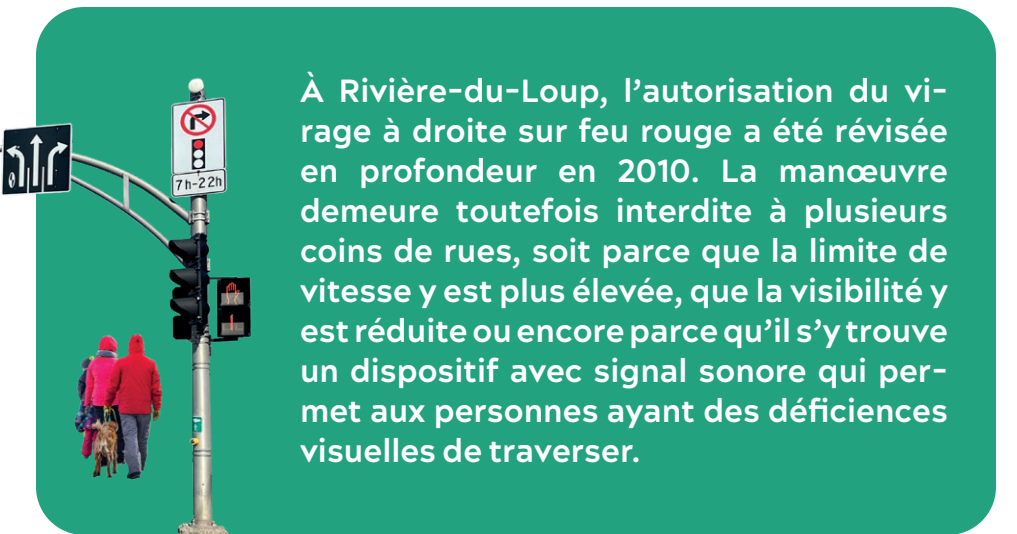 7h-22h
À Rivière-du-Loup, l'autorisation du vi-
rage à droite sur feu rouge a été révisée
en profondeur en 2010. La manœuvre
demeure toutefois interdite à plusieurs
coins de rues, soit parce que la limite de
vitesse y est plus élevée, que la visibilité y
est réduite ou encore parce qu'il s'y trouve
un dispositif avec signal sonore qui per-
met aux personnes ayant des déficiences
visuelles de traverser.